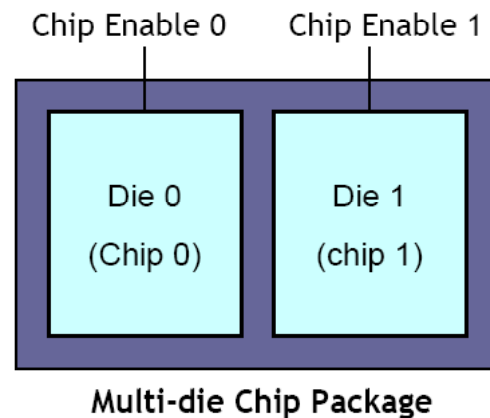 Chip Enable 0 Chip Enable 1
Die 0 Die 1
(Chip 0) (chip 1)
Multi-die Chip Package